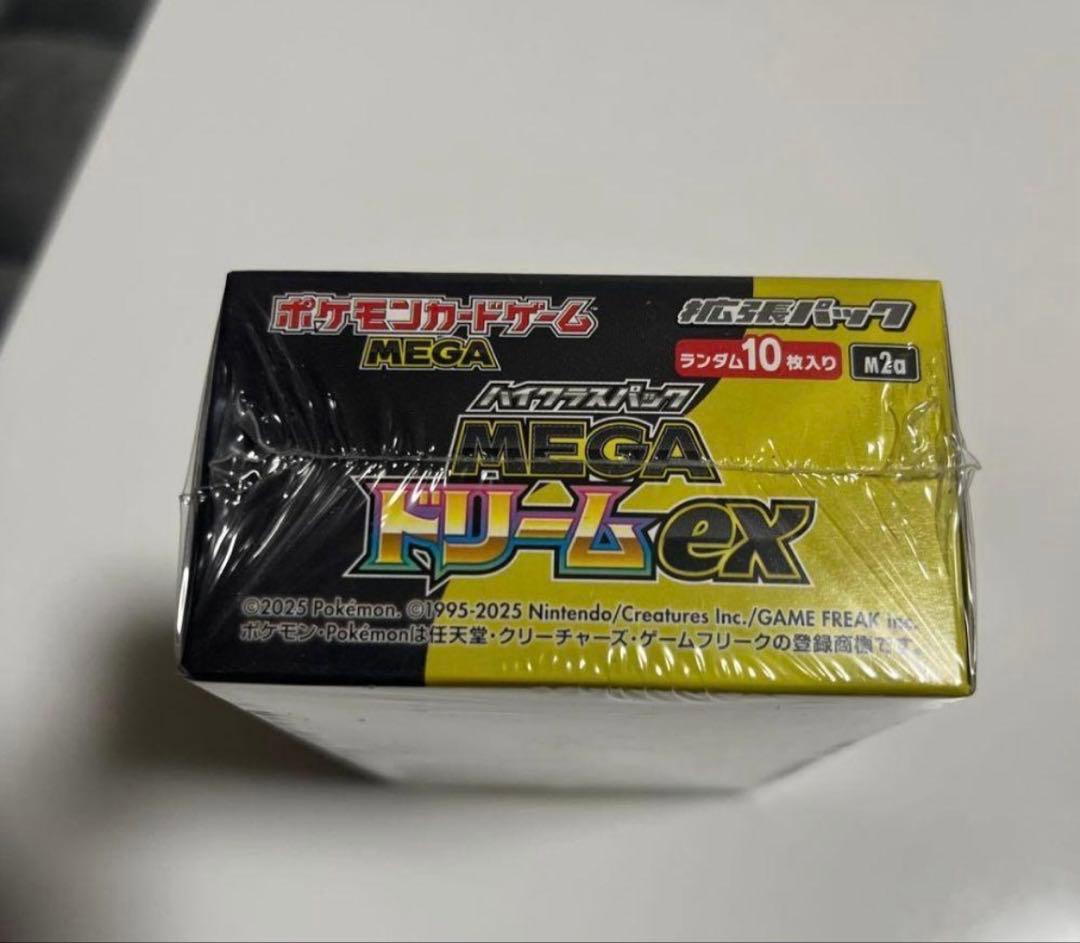 ポケモンカードゲーム
MEGA
拡張パック
ランダム10枚入り M2a
ハイクラスパック
MEGA
ドリームex
©2025 Pokémon. ©1995-2025 Nintendo/Creatures Inc./GAME FREAK inc.
ポケモン・Pokémonは任天堂・クリーチャーズ・ゲームフリークの登録商標です。